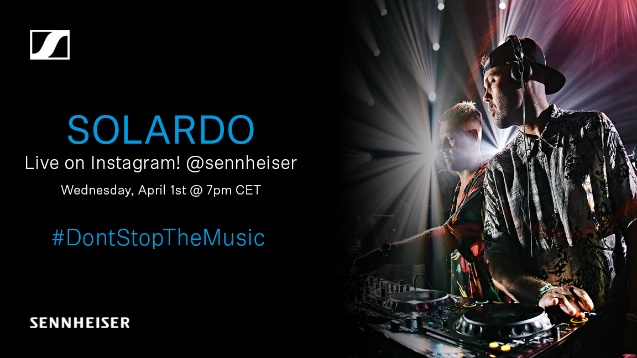 SOLARDO
Live on Instagram! @sennheiser
Wednesday, April 1st @ 7pm CET
#DontStopTheMusic
SENNHEISER